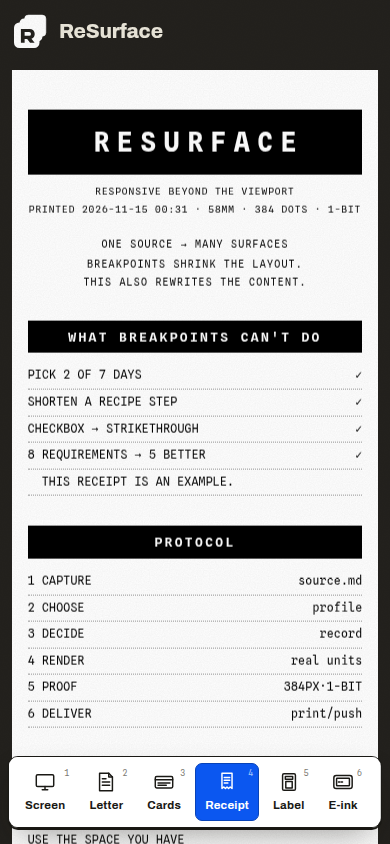 R ReSurface
RESURFACE
RESPONSIVE BEYOND THE VIEWPORT
PRINTED 2026-11-15 00:31 · 58MM · 384 DOTS · 1-BIT
ONE SOURCE → MANY SURFACES
BREAKPOINTS SHRINK THE LAYOUT.
THIS ALSO REWRITES THE CONTENT.
WHAT BREAKPOINTS CAN'T DO
PICK 2 OF 7 DAYS ✓
SHORTEN A RECIPE STEP ✓
CHECKBOX → STRIKETHROUGH ✓
8 REQUIREMENTS → 5 BETTER ✓
THIS RECEIPT IS AN EXAMPLE.
PROTOCOL
1 CAPTURE source.md
2 CHOOSE profile
3 DECIDE record
4 RENDER real units
5 PROOF 384PX·1-BIT
6 DELIVER print/push
1 2 3 4 5 6
Screen Letter Cards Receipt Label E-ink
USE THE SPACE YOU HAVE